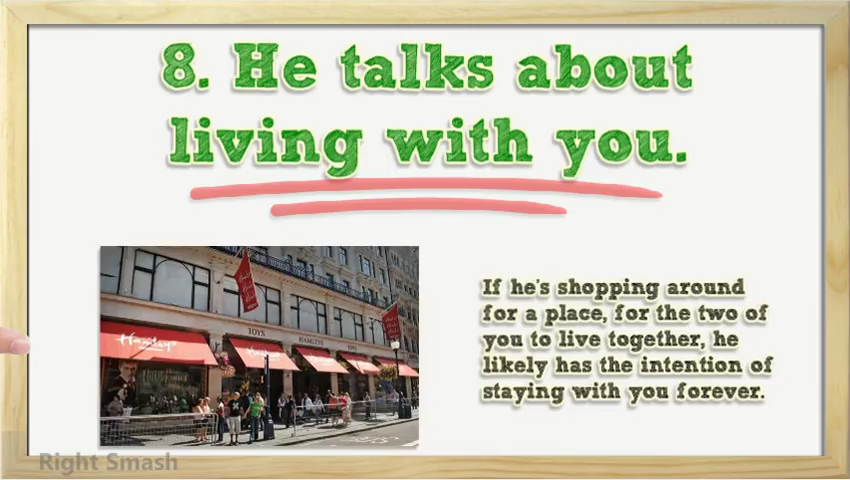 8. He talks about
living with you.
If he's shopping around
for a place, for the two of
you to live together, he
likely has the intention of
staying with you forever.
Hamleys
TOYS
HAMLEYS
TOYS
Right Smash